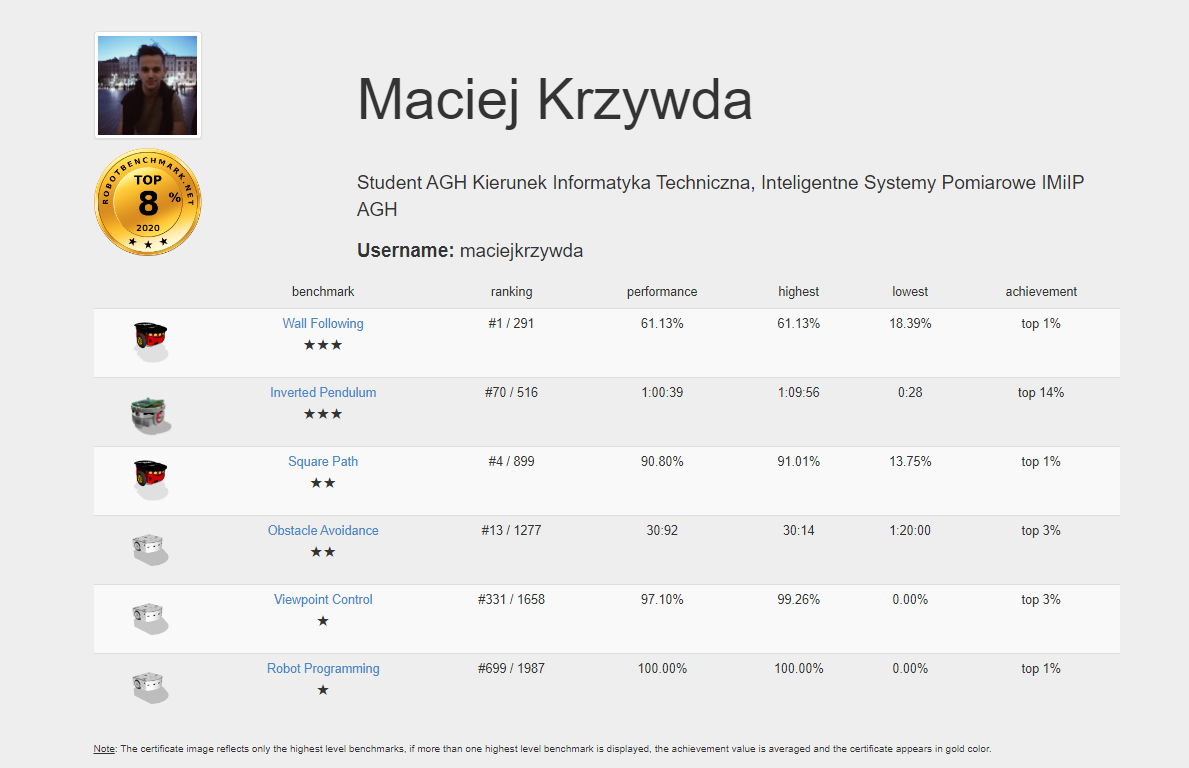 Maciej Krzywda
ROBOTBENCHMARK.NET
TOP
8 %
2020
★ ★ ★
Student AGH Kierunek Informatyka Techniczna, Inteligentne Systemy Pomiarowe IMiIP
AGH
Username: maciejkrzywda
benchmark ranking performance highest lowest achievement
Wall Following #1 / 291 61.13% 61.13% 18.39% top 1%
★★★
Inverted Pendulum #70 / 516 1:00:39 1:09:56 0:28 top 14%
★★★
Square Path #4 / 899 90.80% 91.01% 13.75% top 1%
★★
Obstacle Avoidance #13 / 1277 30:92 30:14 1:20:00 top 3%
★★
Viewpoint Control #331 / 1658 97.10% 99.26% 0.00% top 3%
★
Robot Programming #699 / 1987 100.00% 100.00% 0.00% top 1%
★
Note: The certificate image reflects only the highest level benchmarks, if more than one highest level benchmark is displayed, the achievement value is averaged and the certificate appears in gold color.